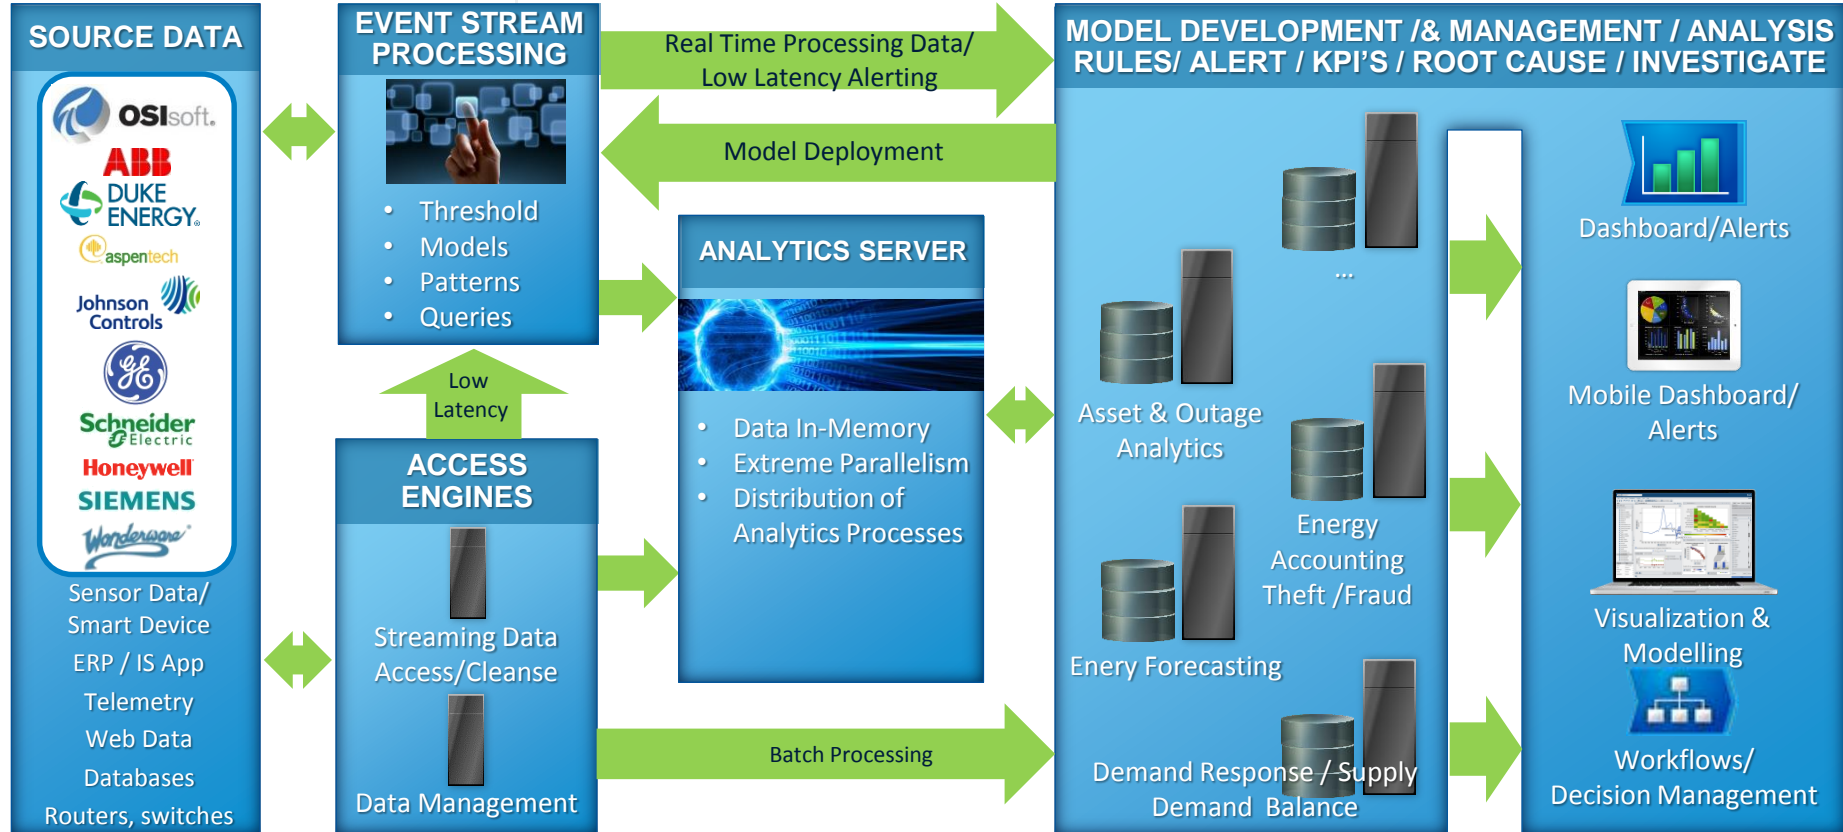 SOURCE DATA
OSIsoft.
ABB
DUKE
ENERGY®
aspentech
Johnson
Controls
GE
Schneider
Electric
Honeywell
SIEMENS
Wonderware
Sensor Data/
Smart Device
ERP / IS App
Telemetry
Web Data
Databases
Routers, switches
EVENT STREAM
PROCESSING
• Threshold
• Models
• Patterns
• Queries
Low
Latency
ACCESS
ENGINES
Streaming Data
Access/Cleanse
Data Management
Real Time Processing Data/
Low Latency Alerting
Model Deployment
ANALYTICS SERVER
• Data In-Memory
• Extreme Parallelism
• Distribution of
Analytics Processes
Batch Processing
MODEL DEVELOPMENT /& MANAGEMENT / ANALYSIS
RULES/ ALERT / KPI'S / ROOT CAUSE / INVESTIGATE
...
Asset & Outage
Analytics
Energy
Accounting
Theft /Fraud
Enery Forecasting
Demand Response / Supply
Demand Balance
Dashboard/Alerts
Mobile Dashboard/
Alerts
Visualization &
Modelling
Workflows/
Decision Management